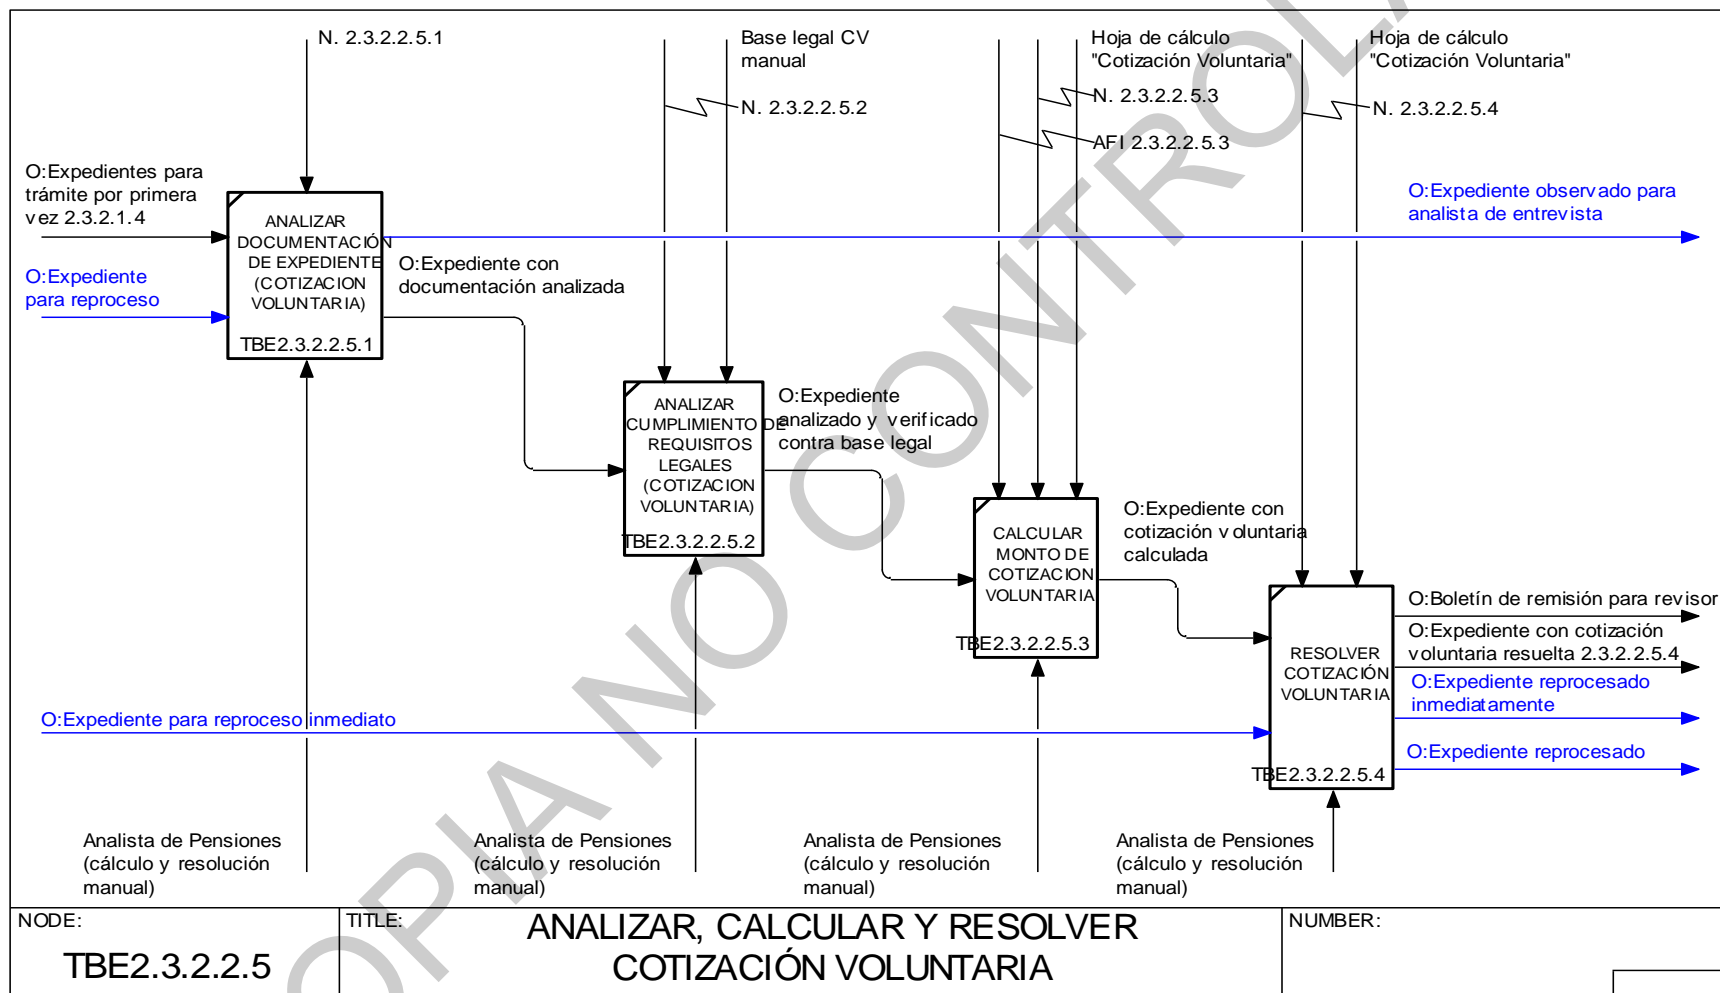 N. 2.3.2.2.5.1
Base legal CV
manual
N. 2.3.2.2.5.2
Hoja de cálculo
"Cotización Voluntaria"
N. 2.3.2.2.5.3
AFI 2.3.2.2.5.3
Hoja de cálculo
"Cotización Voluntaria"
N. 2.3.2.2.5.4
O:Expedientes para
trámite por primera
vez 2.3.2.1.4
O:Expediente
para reproceso
ANALIZAR
DOCUMENTACIÓN
DE EXPEDIENTE
(COTIZACION
VOLUNTARIA)
TBE2.3.2.2.5.1
O:Expediente observado para
analista de entrevista
O:Expediente con
documentación analizada
ANALIZAR
CUMPLIMIENTO DE
REQUISITOS
LEGALES
(COTIZACION
VOLUNTARIA)
TBE2.3.2.2.5.2
O:Expediente
analizado y verificado
contra base legal
CALCULAR
MONTO DE
COTIZACION
VOLUNTARIA
TBE2.3.2.2.5.3
O:Expediente con
cotización voluntaria
calculada
RESOLVER
COTIZACIÓN
VOLUNTARIA
TBE2.3.2.2.5.4
O:Boletín de remisión para revisor
O:Expediente con cotización
voluntaria resuelta 2.3.2.2.5.4
O:Expediente reprocesado
inmediatamente
O:Expediente reprocesado
O:Expediente para reproceso inmediato
Analista de Pensiones
(cálculo y resolución
manual)
Analista de Pensiones
(cálculo y resolución
manual)
Analista de Pensiones
(cálculo y resolución
manual)
Analista de Pensiones
(cálculo y resolución
manual)
NODE:
TBE2.3.2.2.5
TITLE:
ANALIZAR, CALCULAR Y RESOLVER
COTIZACIÓN VOLUNTARIA
NUMBER:
OPIA NO CONTROLA